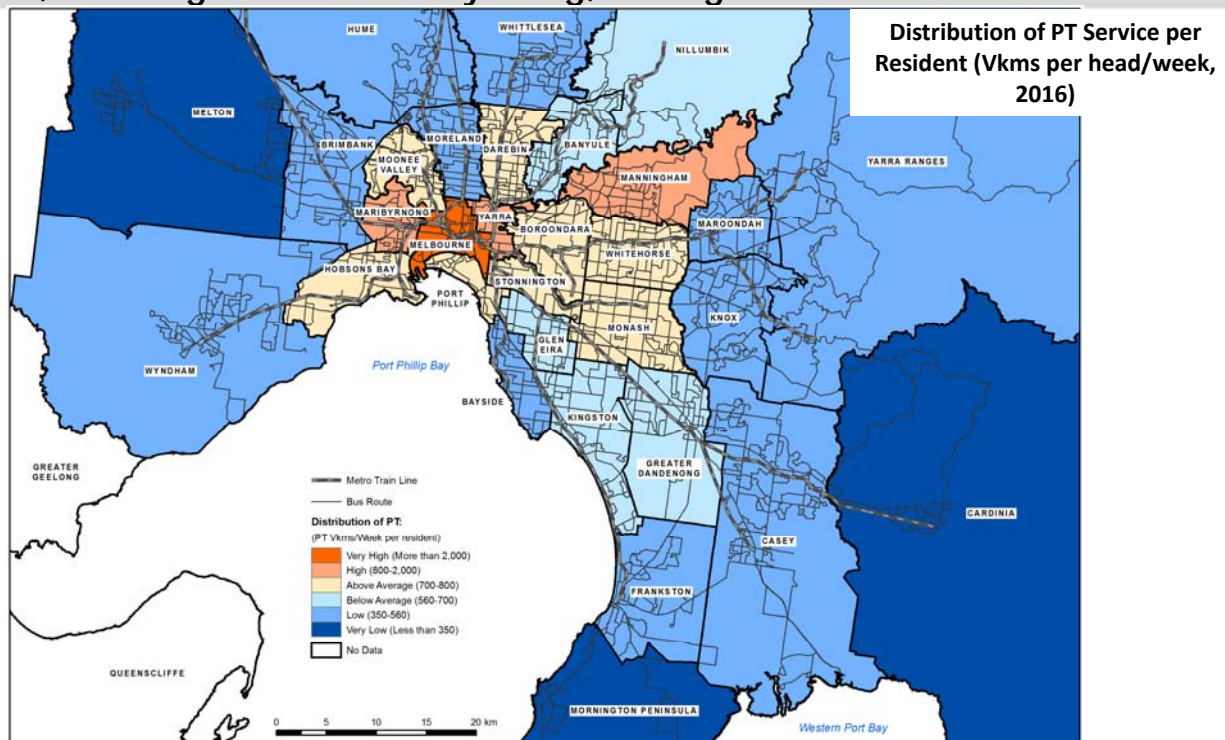 Distribution of PT Service per
Resident (Vkms per head/week,
2016)
HUME
WHITTLESEA
NILLUMBIK
MELTON
BRIMBANK
MORELAND
BANYULE
MOONEE
VALLEY
DAREBIN
YARRA RANGES
MANNINGHAM
MARIBYRNONG
YARRA
MAROONDAH
BOROONDARA
MELBOURNE
WHITEHORSE
HOBSONS BAY
STONNINGTON
PORT
PHILLIP
KNOX
MONASH
GLEN
EIRA
WYNDHAM
Port Phillip Bay
BAYSIDE
KINGSTON
GREATER
GEELONG
GREATER
DANDENONG
CARDINIA
CASEY
FRANKSTON
QUEENSCLIFFE
MORNINGTON PENINSULA
Western Port Bay
Metro Train Line
Bus Route
Distribution of PT:
(PT Vkms/Week per resident)
Very High (More than 2,000)
High (800-2,000)
Above Average (700-800)
Below Average (560-700)
Low (350-560)
Very Low (Less than 350)
No Data
0 5 10 15 20 km